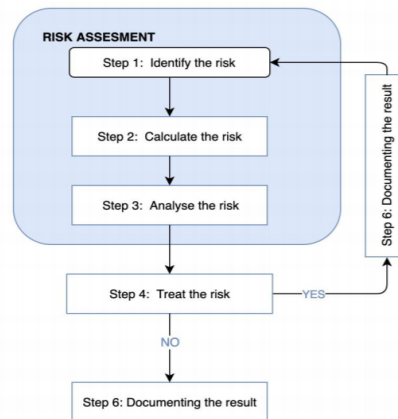 RISK ASSESMENT
Step 1: Identify the risk
Step 2: Calculate the risk
Step 3: Analyse the risk
Step 4: Treat the risk
YES
Step 6: Documenting the result
NO
Step 6: Documenting the result